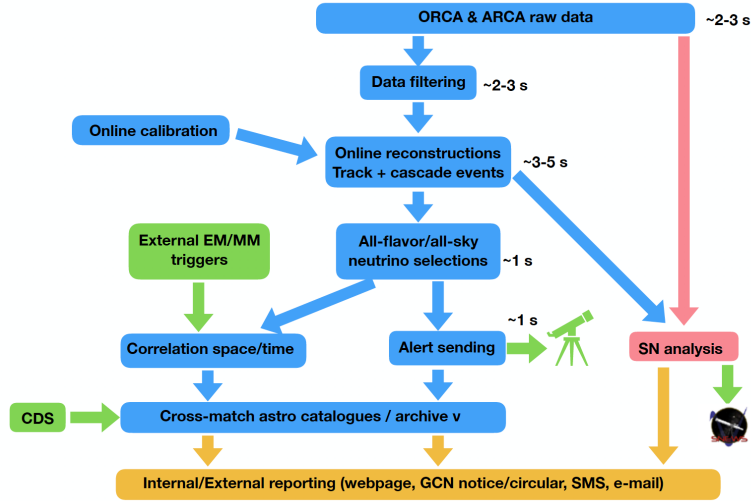 ORCA & ARCA raw data
~2-3 s
Data filtering
~2-3 s
Online calibration
Online reconstructions
Track + cascade events
~3-5 s
External EM/MM
triggers
All-flavor/all-sky
neutrino selections
~1 s
~1 s
Correlation space/time
Alert sending
SN analysis
CDS
Cross-match astro catalogues / archive ν
Internal/External reporting (webpage, GCN notice/circular, SMS, e-mail)